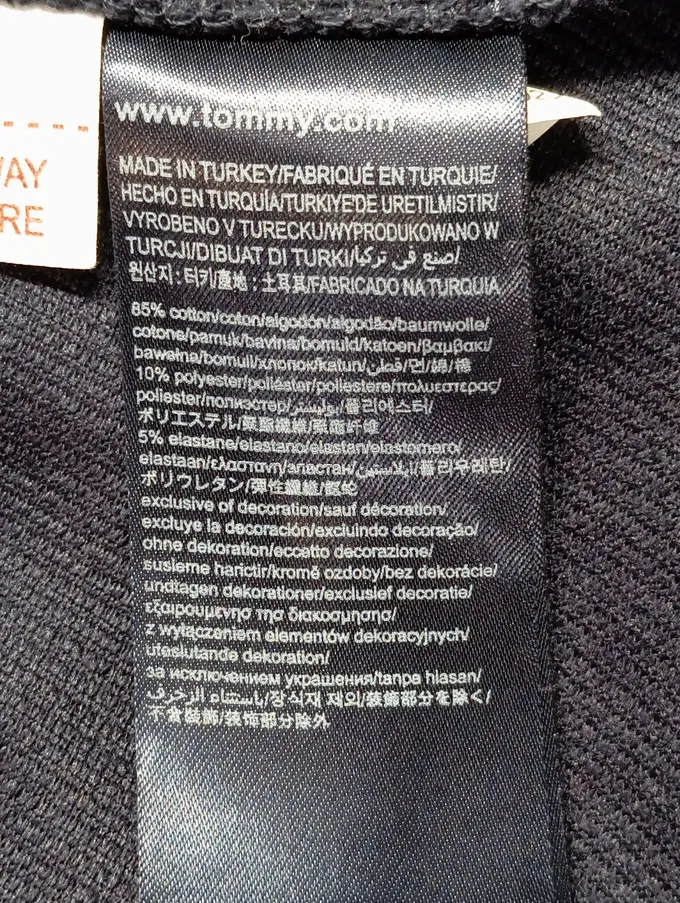 www.tommy.com
MADE IN TURKEY/FABRIQUÉ EN TURQUIE/
HECHO EN TURQUÍA/TURKIYE'DE URETILMISTIR/
VYROBENO V TURECKU/WYPRODUKOWANO W
TURCJI/DIBUAT DI TURKI/صنع في تركيا/
원산지 : 터키/產地 : 土耳其/FABRICADO NA TURQUIA
85% cotton/coton/algodón/algodão/baumwolle/
cotone/pamuk/bavlna/bomuld/katoen/βαμβακι/
bawełna/bomull/хлопок/katun/قطن/면/綿/棉
10% polyester/poliéster/poliestere/πολυεστερας/
poliester/полиэстер/بوليستر/폴리에스터/
ポリエステル/聚酯纖維/聚酯纤维
5% elastane/elastano/elastan/elastomero/
elastaan/ελαστανη/эластан/إيلاستين/폴리우레탄/
ポリウレタン/彈性纖維/氨纶
exclusive of decoration/sauf décoration/
excluye la decoración/excluindo decoração/
ohne dekoration/eccetto decorazione/
susleme harictir/kromě ozdoby/bez dekorácie/
undtagen dekorationer/exclusief decoratie/
εξαιρουμενης της διακοσμησης/
z wyłączeniem elementów dekoracyjnych/
uteslutande dekoration/
за исключением украшения/tanpa hiasan/
باستثناء الزخرف/장식재 제외/装飾部分を除く/
不含裝飾/装饰部分除外
WAY
RE